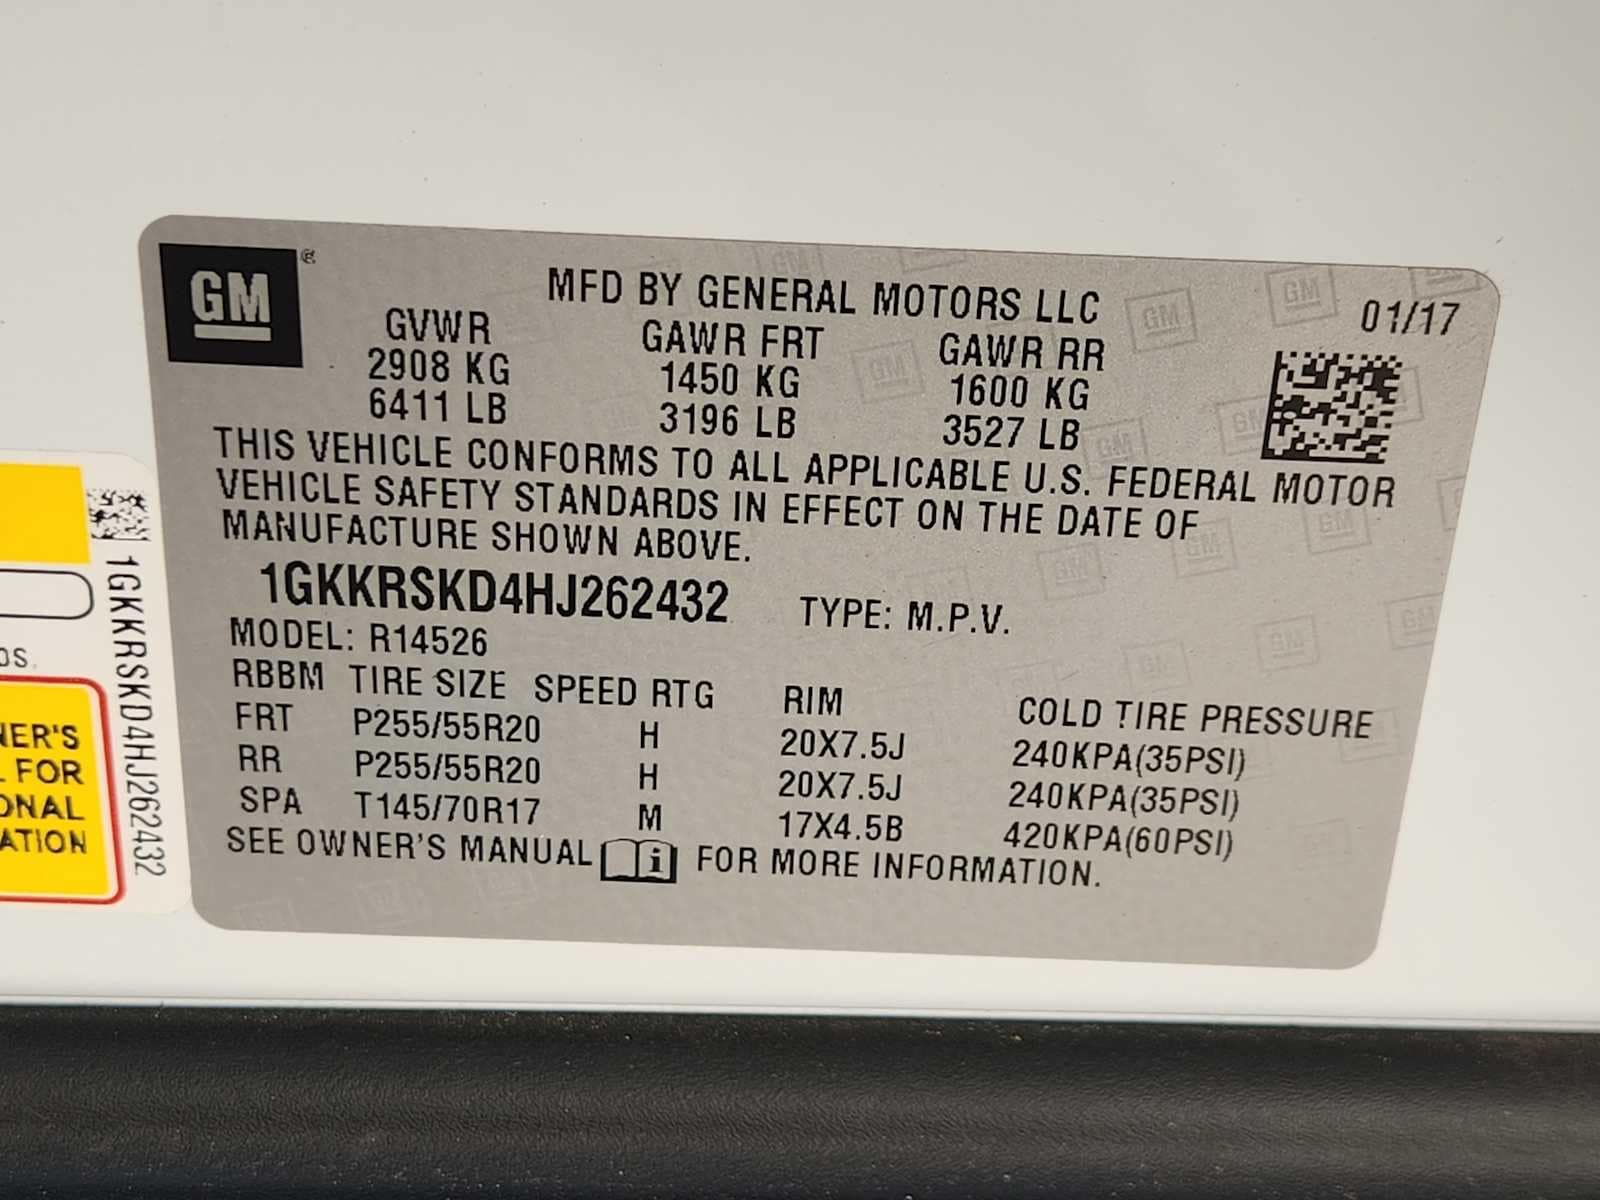 GM ®
MFD BY GENERAL MOTORS LLC 01/17
GVWR GAWR FRT GAWR RR
2908 KG 1450 KG 1600 KG
6411 LB 3196 LB 3527 LB
THIS VEHICLE CONFORMS TO ALL APPLICABLE U.S. FEDERAL MOTOR
VEHICLE SAFETY STANDARDS IN EFFECT ON THE DATE OF
MANUFACTURE SHOWN ABOVE.
1GKKRSKD4HJ262432 TYPE: M.P.V.
MODEL: R14526
RBBM TIRE SIZE SPEED RTG RIM COLD TIRE PRESSURE
FRT P255/55R20 H 20X7.5J 240KPA(35PSI)
RR P255/55R20 H 20X7.5J 240KPA(35PSI)
SPA T145/70R17 M 17X4.5B 420KPA(60PSI)
SEE OWNER'S MANUAL i FOR MORE INFORMATION.
1GKKRSKD4HJ262432
FOR